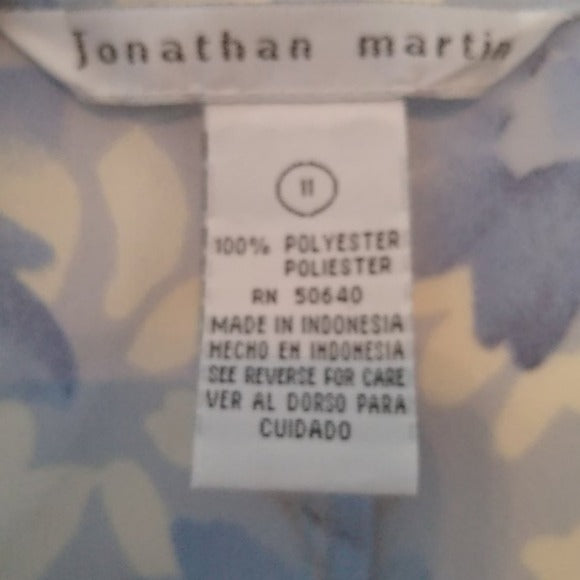 Jonathan martin
11
100% POLYESTER
POLIESTER
RN 50640
MADE IN INDONESIA
HECHO EN INDONESIA
SEE REVERSE FOR CARE
VER AL DORSO PARA
CUIDADO